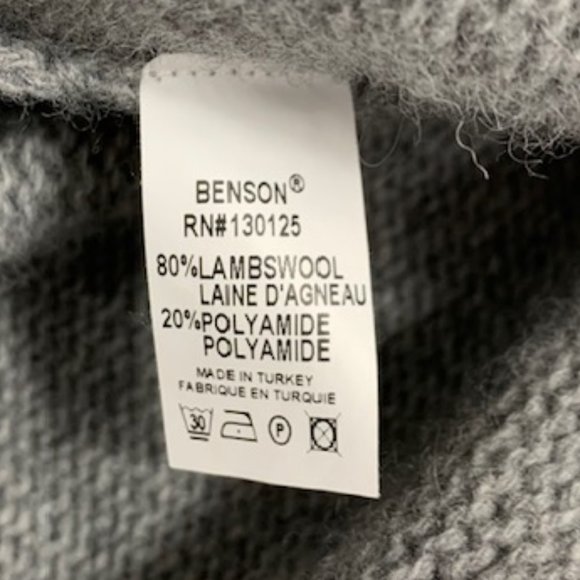 BENSON®
RN#130125
80%LAMBSWOOL
LAINE D'AGNEAU
20%POLYAMIDE
POLYAMIDE
MADE IN TURKEY
FABRIQUE EN TURQUIE
30 P